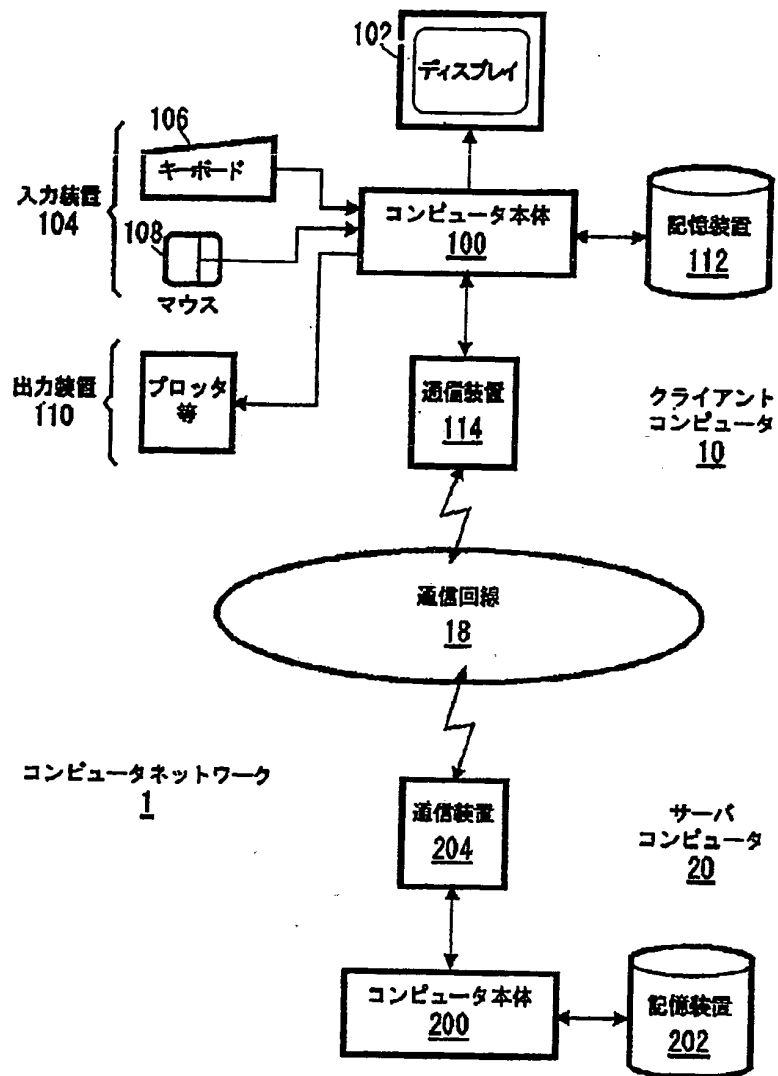 102
ディスプレイ
106
キーボード
入力装置
104
108
マウス
コンピュータ本体
100
記憶装置
112
出力装置
110
プロッタ
等
通信装置
114
クライアント
コンピュータ
10
通信回線
18
コンピュータネットワーク
1
通信装置
204
サーバ
コンピュータ
20
コンピュータ本体
200
記憶装置
202